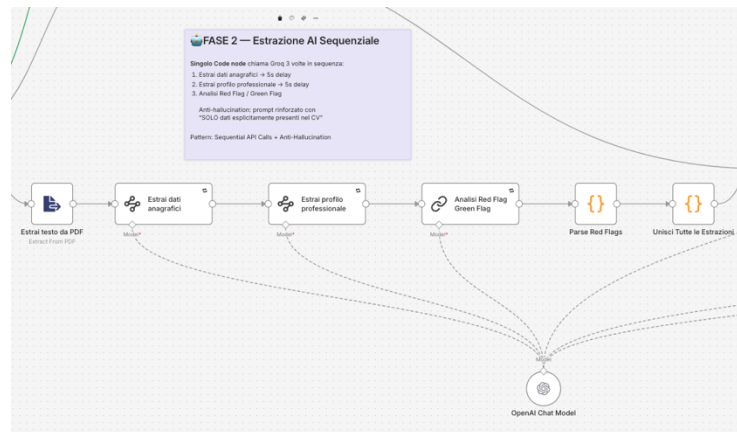 🤖FASE 2 — Estrazione AI Sequenziale
Singolo Code node chiama Groq 3 volte in sequenza:
1. Estrai dati anagrafici → 5s delay
2. Estrai profilo professionale → 5s delay
3. Analisi Red Flag / Green Flag
Anti-hallucination: prompt rinforzato con
"SOLO dati esplicitamente presenti nel CV"
Pattern: Sequential API Calls + Anti-Hallucination
Estrai testo da PDF
Extract From PDF
Estrai dati
anagrafici
Model*
Estrai profilo
professionale
Model*
Analisi Red Flag
Green Flag
Model*
{}
Parse Red Flags
{}
Unisci Tutte le Estrazioni
Model
OpenAI Chat Model